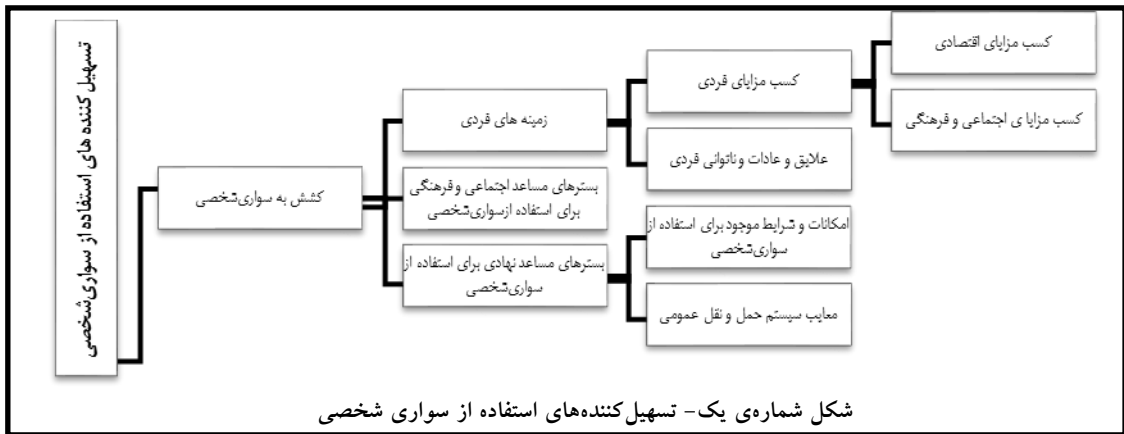 تسهیل کننده های استفاده از سواری‌شخصی
کشش به سواری‌شخصی
زمینه های فردی
بسترهای مساعد اجتماعی و فرهنگی
برای استفاده ازسواری‌شخصی
بسترهای مساعد نهادی برای استفاده از
سواری‌شخصی
کسب مزایای فردی
علایق و عادات و ناتوانی فردی
امکانات و شرایط موجود برای استفاده از
سواری‌شخصی
معایب سیستم حمل و نقل عمومی
کسب مزایای اقتصادی
کسب مزایا ی اجتماعی و فرهنگی
شکل شماره‌ی یک- تسهیل‌کننده‌های استفاده از سواری شخصی